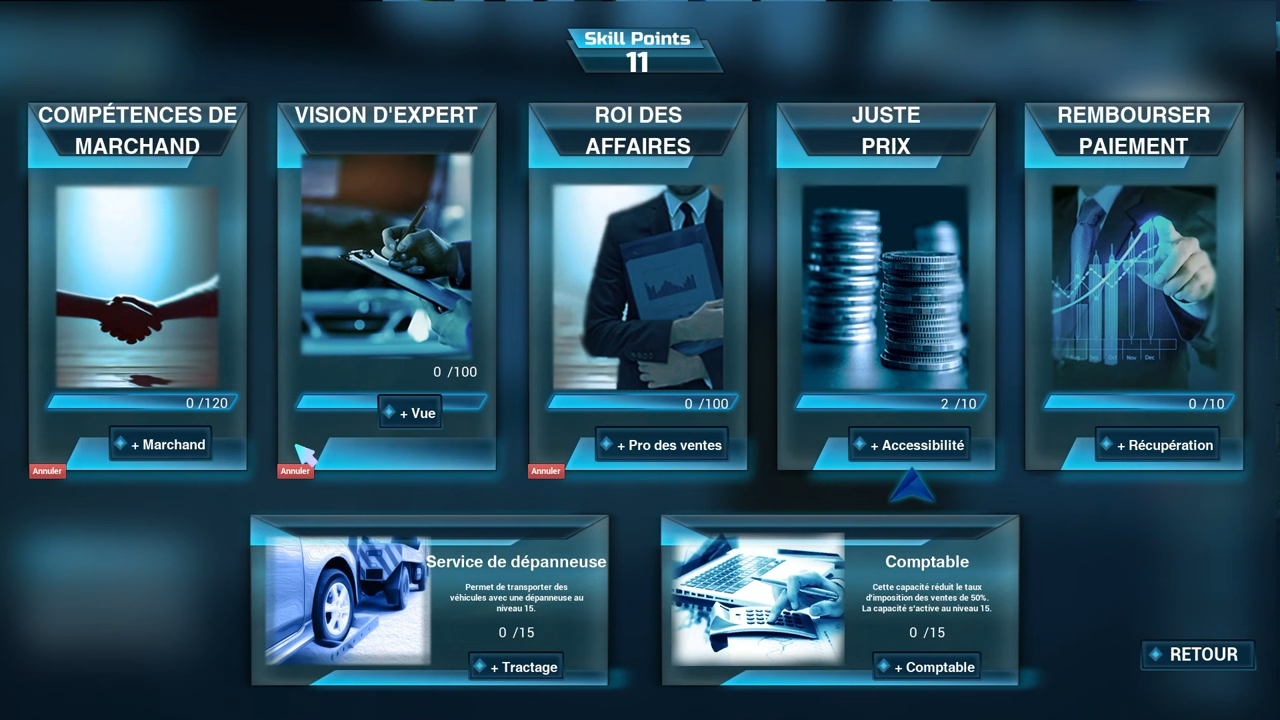 Skill Points
11
COMPÉTENCES DE
MARCHAND
0 /120
+ Marchand
Annuler
VISION D'EXPERT
0 /100
+ Vue
Annuler
ROI DES
AFFAIRES
0 /100
+ Pro des ventes
Annuler
JUSTE
PRIX
2 /10
+ Accessibilité
REMBOURSER
PAIEMENT
Nov Dec
0 /10
+ Récupération
Service de dépanneuse
Permet de transporter des
véhicules avec une dépanneuse au
niveau 15.
0 /15
+ Tractage
Comptable
Cette capacité réduit le taux
d'imposition des ventes de 50%.
La capacité s'active au niveau 15.
0 /15
+ Comptable
RETOUR